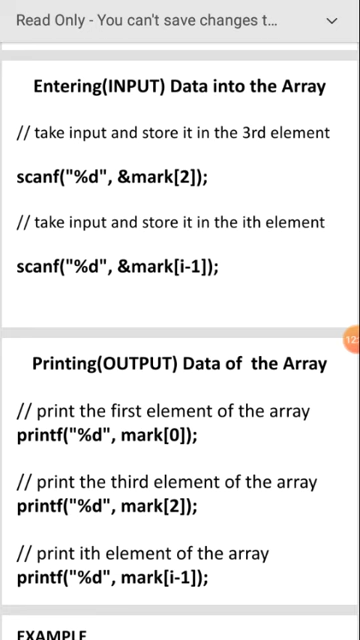 Read Only - You can't save changes t...
Entering(INPUT) Data into the Array
// take input and store it in the 3rd element
scanf("%d", &mark[2]);
// take input and store it in the ith element
scanf("%d", &mark[i-1]);
12:
Printing(OUTPUT) Data of  the Array
// print the first element of the array
printf("%d", mark[0]);
// print the third element of the array
printf("%d", mark[2]);
// print ith element of the array
printf("%d", mark[i-1]);
EXAMPLE